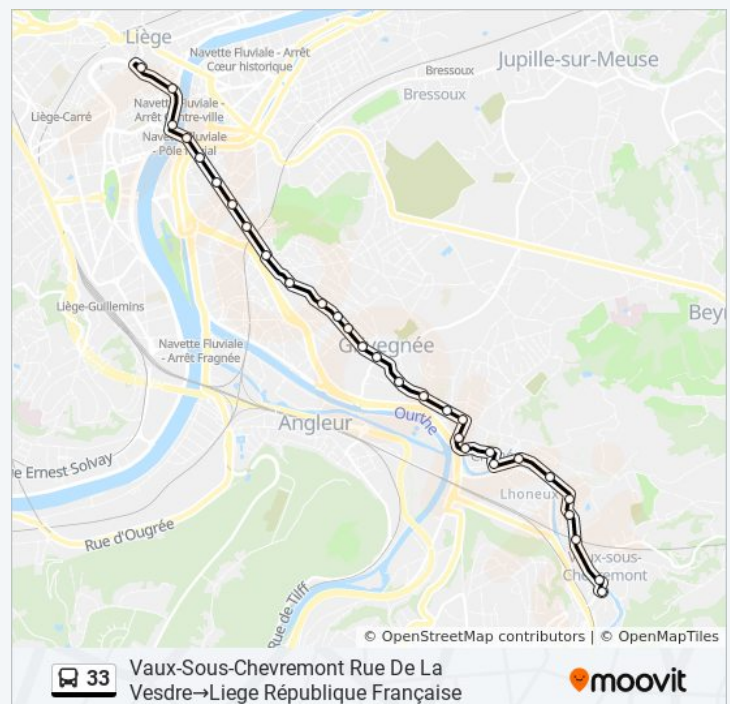 Liège
Navette Fluviale - Arrêt
Cœur historique
Jupille-sur-Meuse
Bressoux
Bressoux
Navette Fluviale -
Arrêt Centre-ville
Liège-Carré
Navette Fluviale
- Pôle
Liège-Guillemins
Navette Fluviale
- Arrêt Fragnée
Grivegnée
Angleur
Ourthe
Ernest Solvay
Lhoneux
Rue d'Ougrée
Vaux-sous-
Chèvremont
Rue de Tilff
© OpenStreetMap contributors | © OpenMapTiles
33 Vaux-Sous-Chevremont Rue De La
Vesdre→Liege République Française
moovit